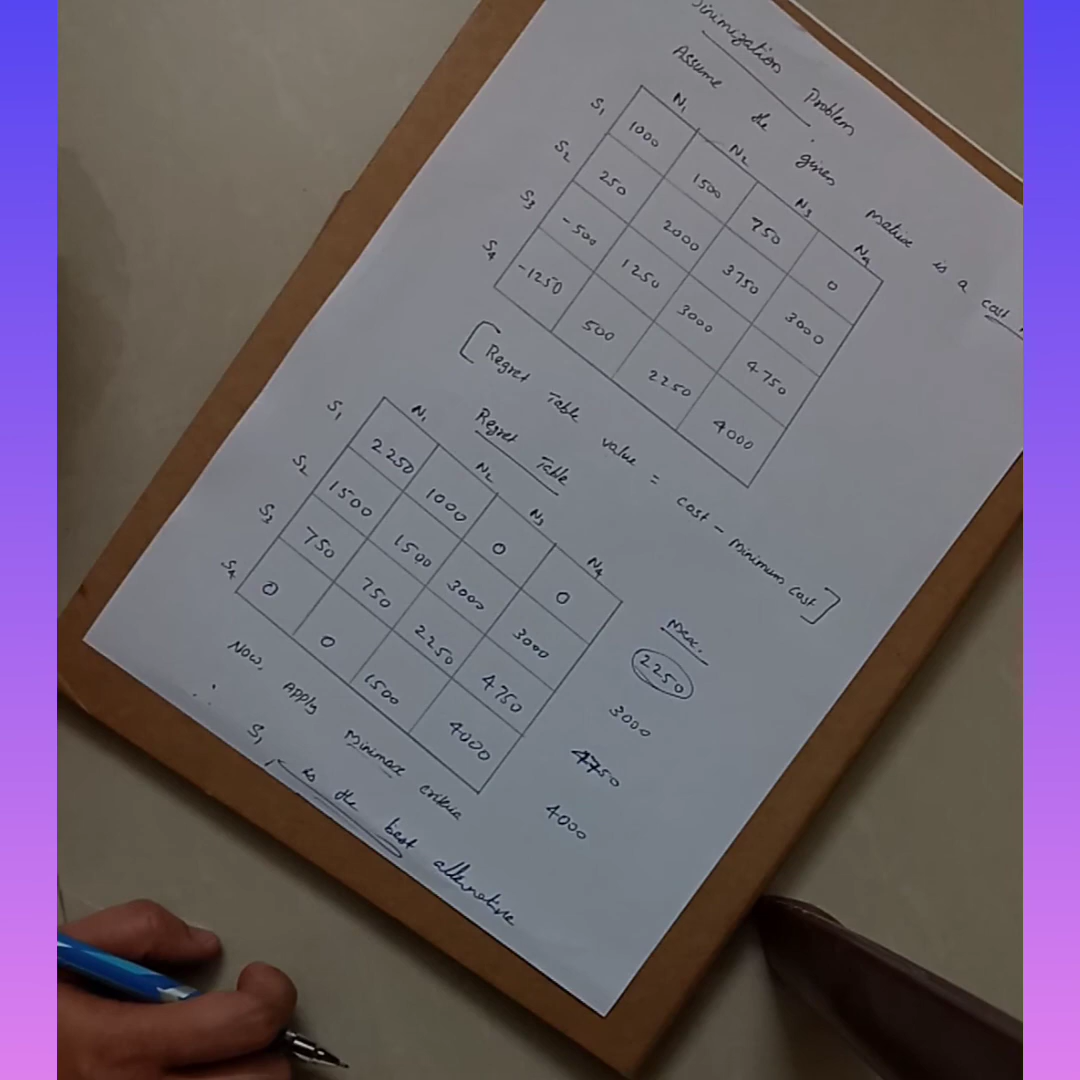 inimization Problem
Assume the given matrix is a cost
N1 N2 N3 N4
S1 1000 1500 750 0
S2 250 2000 3750 3000
S3 -500 1250 3000 4750
S4 -1250 500 2250 4000
[Regret Table value = cost - minimum cost]
Regret Table
N1 N2 N3 N4 Max.
S1 2250 1000 0 0 2250
S2 1500 1500 3000 3000 3000
S3 750 750 2250 4750 4750
S4 0 0 1500 4000 4000
Now, Apply Minimax criteria
∴ S1 is the best alternative